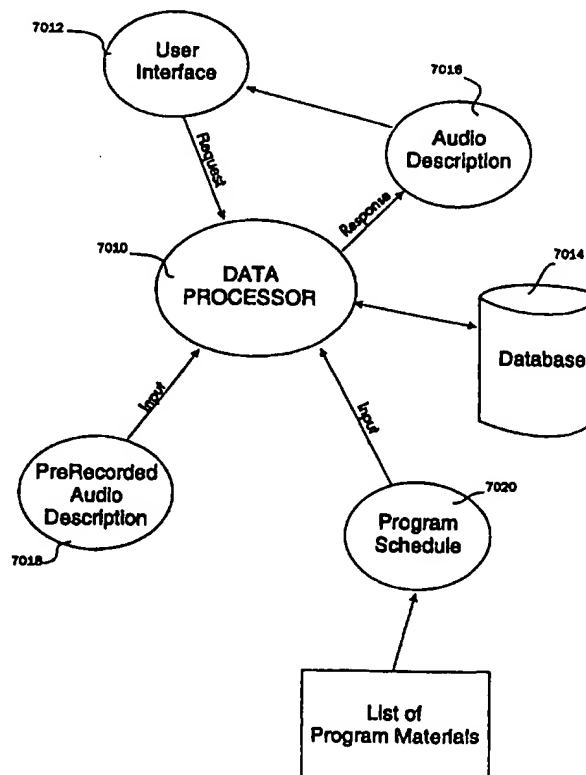 7012
User
Interface
7016
Audio
Description
Request
Response
7010
DATA
PROCESSOR
7014
Database
Input
Input
PreRecorded
Audio
Description
7018
7020
Program
Schedule
List of
Program Materials